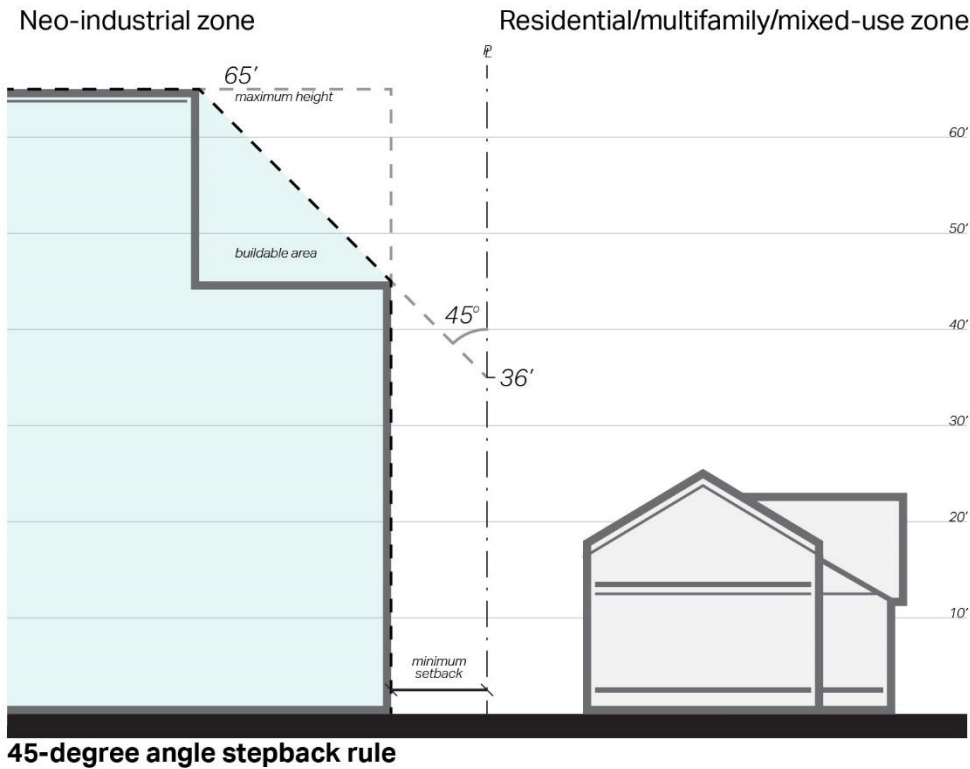 Neo-industrial zone
Residential/multifamily/mixed-use zone
PL
65'
maximum height
60'
50'
buildable area
45°
40'
36'
30'
20'
10'
minimum
setback
45-degree angle stepback rule